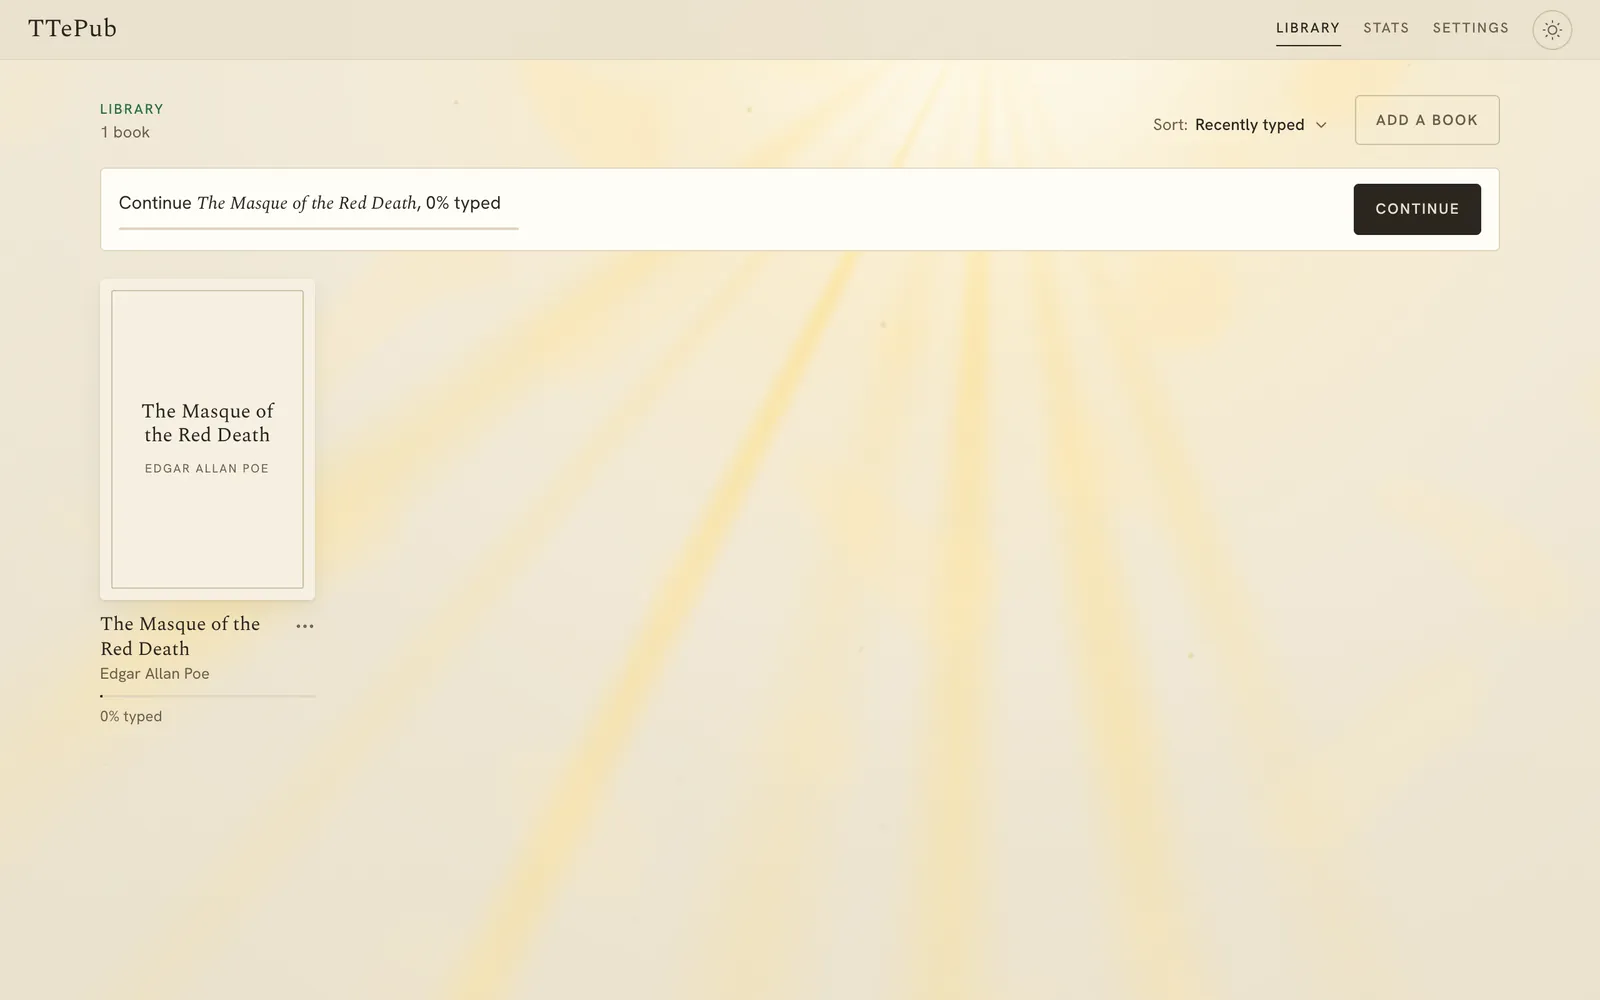 TTePub
LIBRARY STATS SETTINGS
LIBRARY
1 book
Sort: Recently typed
ADD A BOOK
Continue The Masque of the Red Death, 0% typed
CONTINUE
The Masque of
the Red Death
EDGAR ALLAN POE
The Masque of the
Red Death
Edgar Allan Poe
0% typed